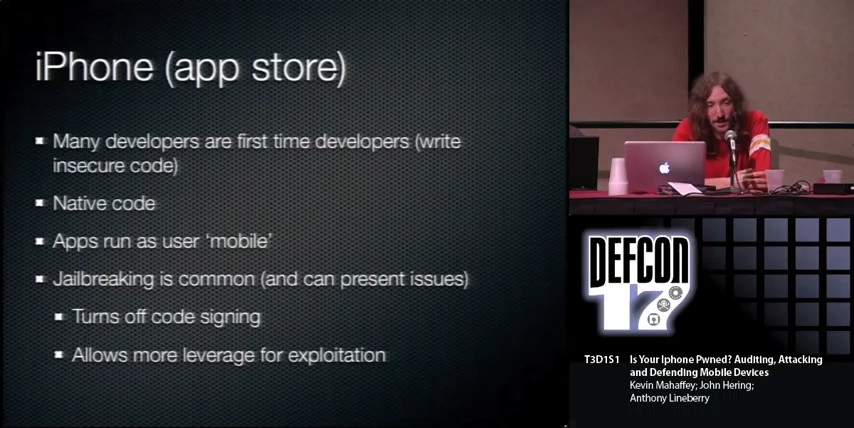 iPhone (app store)
Many developers are first time developers (write
insecure code)
Native code
Apps run as user ‘mobile’
Jailbreaking is common (and can present issues)
Turns off code signing
Allows more leverage for exploitation
DEFCON
17
T3D1S1 Is Your Iphone Pwned? Auditing, Attacking
and Defending Mobile Devices
Kevin Mahaffey; John Hering;
Anthony Lineberry